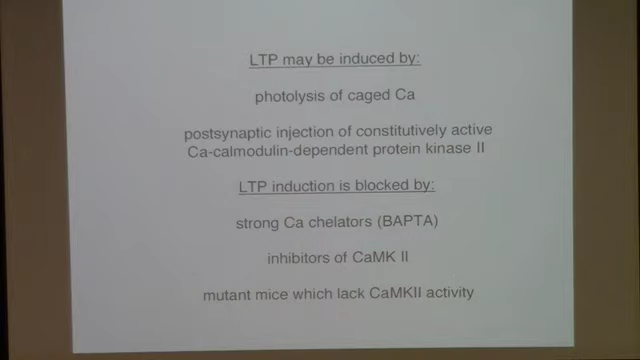 LTP may be induced by:
photolysis of caged Ca
postsynaptic injection of constitutively active
Ca-calmodulin-dependent protein kinase II
LTP induction is blocked by:
strong Ca chelators (BAPTA)
inhibitors of CaMK II
mutant mice which lack CaMKII activity